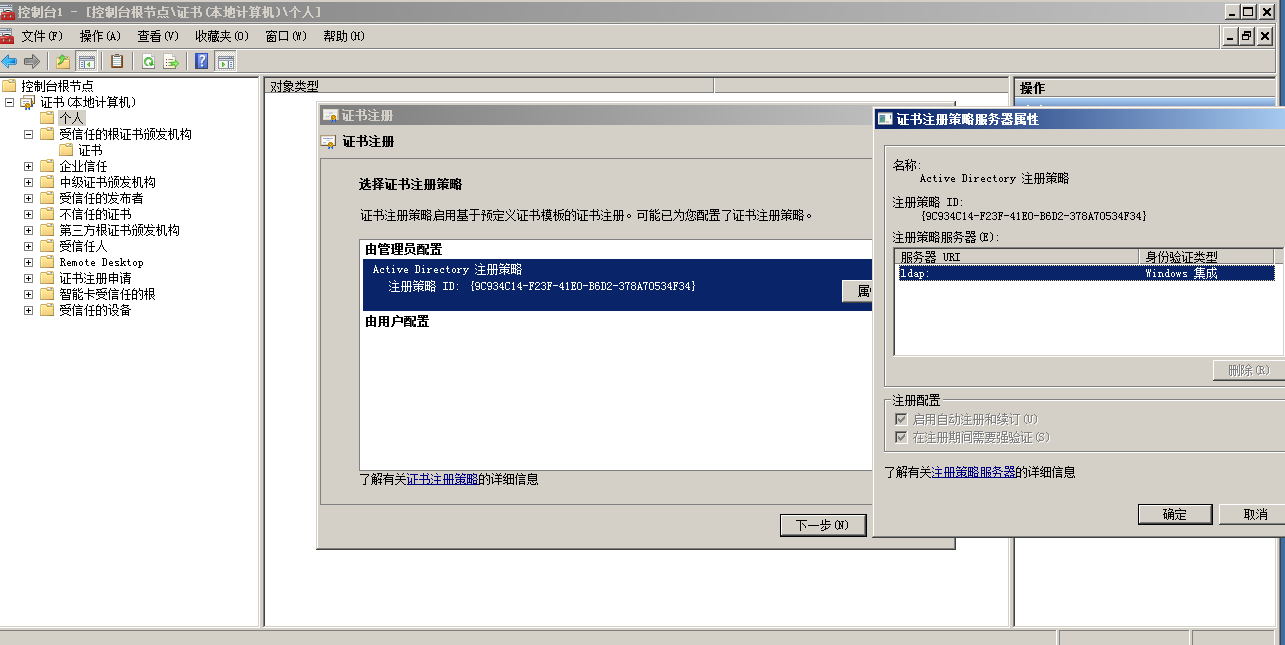 控制台1 - [控制台根节点\证书(本地计算机)\个人]
文件(F) 操作(A) 查看(V) 收藏夹(O) 窗口(W) 帮助(H)
控制台根节点
证书(本地计算机)
个人
受信任的根证书颁发机构
证书
企业信任
中级证书颁发机构
受信任的发布者
不信任的证书
第三方根证书颁发机构
受信任人
Remote Desktop
证书注册申请
智能卡受信任的根
受信任的设备
对象类型
操作
证书注册
证书注册
选择证书注册策略
证书注册策略启用基于预定义证书模板的证书注册。可能已为您配置了证书注册策略。
由管理员配置
Active Directory 注册策略
注册策略 ID: {9C934C14-F23F-41E0-B6D2-378A70534F34}
属
由用户配置
了解有关证书注册策略的详细信息
下一步(N)
证书注册策略服务器属性
名称:
Active Directory 注册策略
注册策略 ID:
{9C934C14-F23F-41E0-B6D2-378A70534F34}
注册策略服务器(E):
服务器 URI 身份验证类型
ldap: Windows 集成
删除(R)
注册配置
启用自动注册和续订(U)
在注册期间需要强验证(S)
了解有关注册策略服务器的详细信息
确定 取消